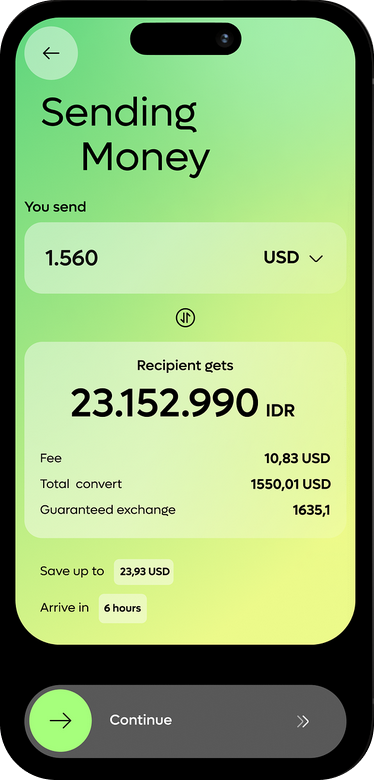 Sending
Money
You send
1.560 USD
Recipient gets
23.152.990 IDR
Fee 10,83 USD
Total convert 1550,01 USD
Guaranteed exchange 1635,1
Save up to 23,93 USD
Arrive in 6 hours
Continue